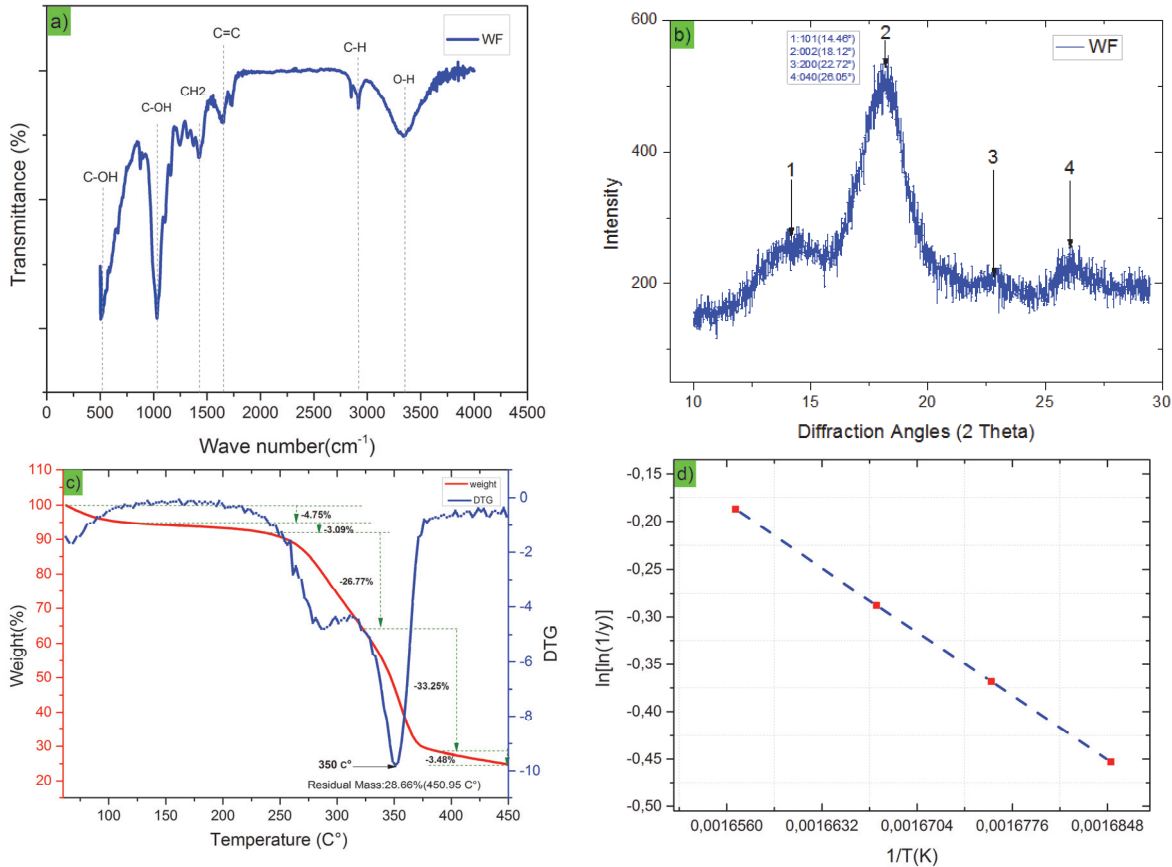 a)
WF
C=C
C-H
O-H
C-OH
CH2
C-OH
Transmittance (%)
0 500 1000 1500 2000 2500 3000 3500 4000 4500
Wave number(cm-1)
b)
600
400
200
1:101(14.46°)
2:002(18.12°)
3:200(22.72°)
4:040(26.05°)
WF
2
1
3
4
Intensity
10 15 20 25 30
Diffraction Angles (2 Theta)
c)
110
100
90
80
70
60
50
40
30
20
Weight(%)
weight
DTG
-4.75%
-3.09%
-26.77%
-33.25%
-3.48%
350 C°
Residual Mass:28.66%(450.95 C°)
0
-2
-4
-6
-8
-10
DTG
100 150 200 250 300 350 400 450
Temperature (C°)
d)
-0,15
-0,20
-0,25
-0,30
-0,35
-0,40
-0,45
-0,50
ln[ln(1/y)]
0,0016560 0,0016632 0,0016704 0,0016776 0,0016848
1/T(K)